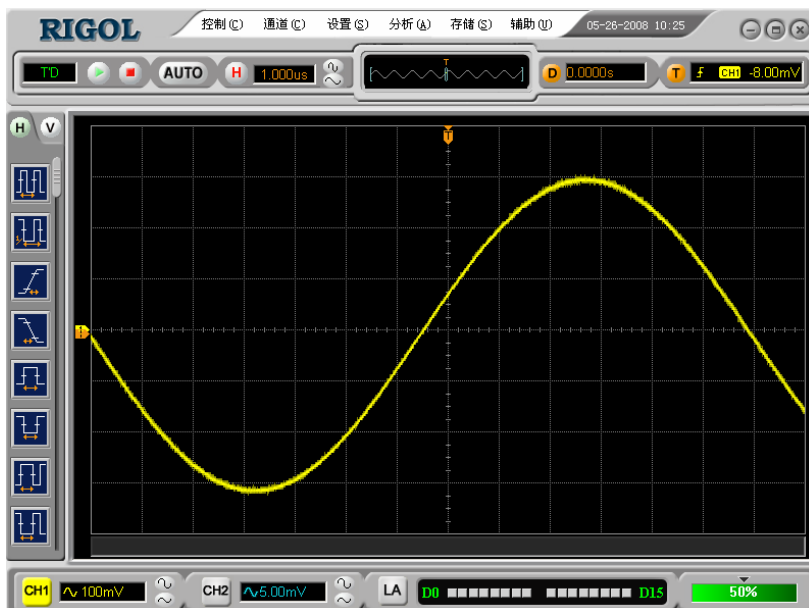 RIGOL
控制(C) 通道(C) 设置(S) 分析(A) 存储(S) 辅助(U) 05-26-2008 10:25
T'D AUTO H 1.000us T D 0.0000s T CH1 -8.00mV
H V
T
CH1 100mV CH2 5.00mV LA D0 D15 50%